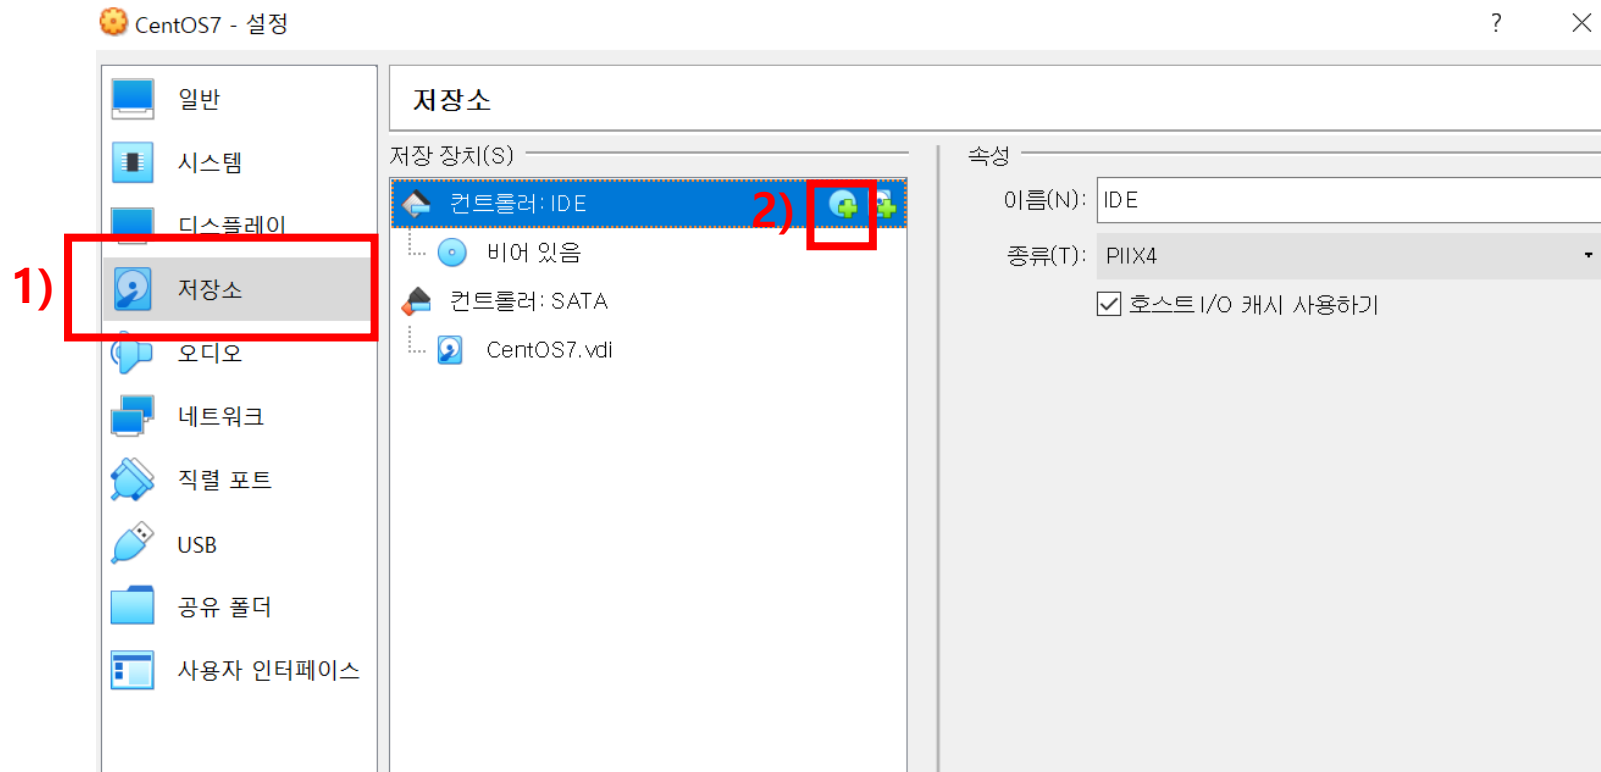 CentOS7 - 설정
?
일반
시스템
디스플레이
1)
저장소
오디오
네트워크
직렬 포트
USB
공유 폴더
사용자 인터페이스
저장소
저장 장치(S)
컨트롤러: IDE
2)
비어 있음
컨트롤러: SATA
CentOS7.vdi
속성
이름(N): IDE
종류(T): PIIX4
호스트 I/O 캐시 사용하기